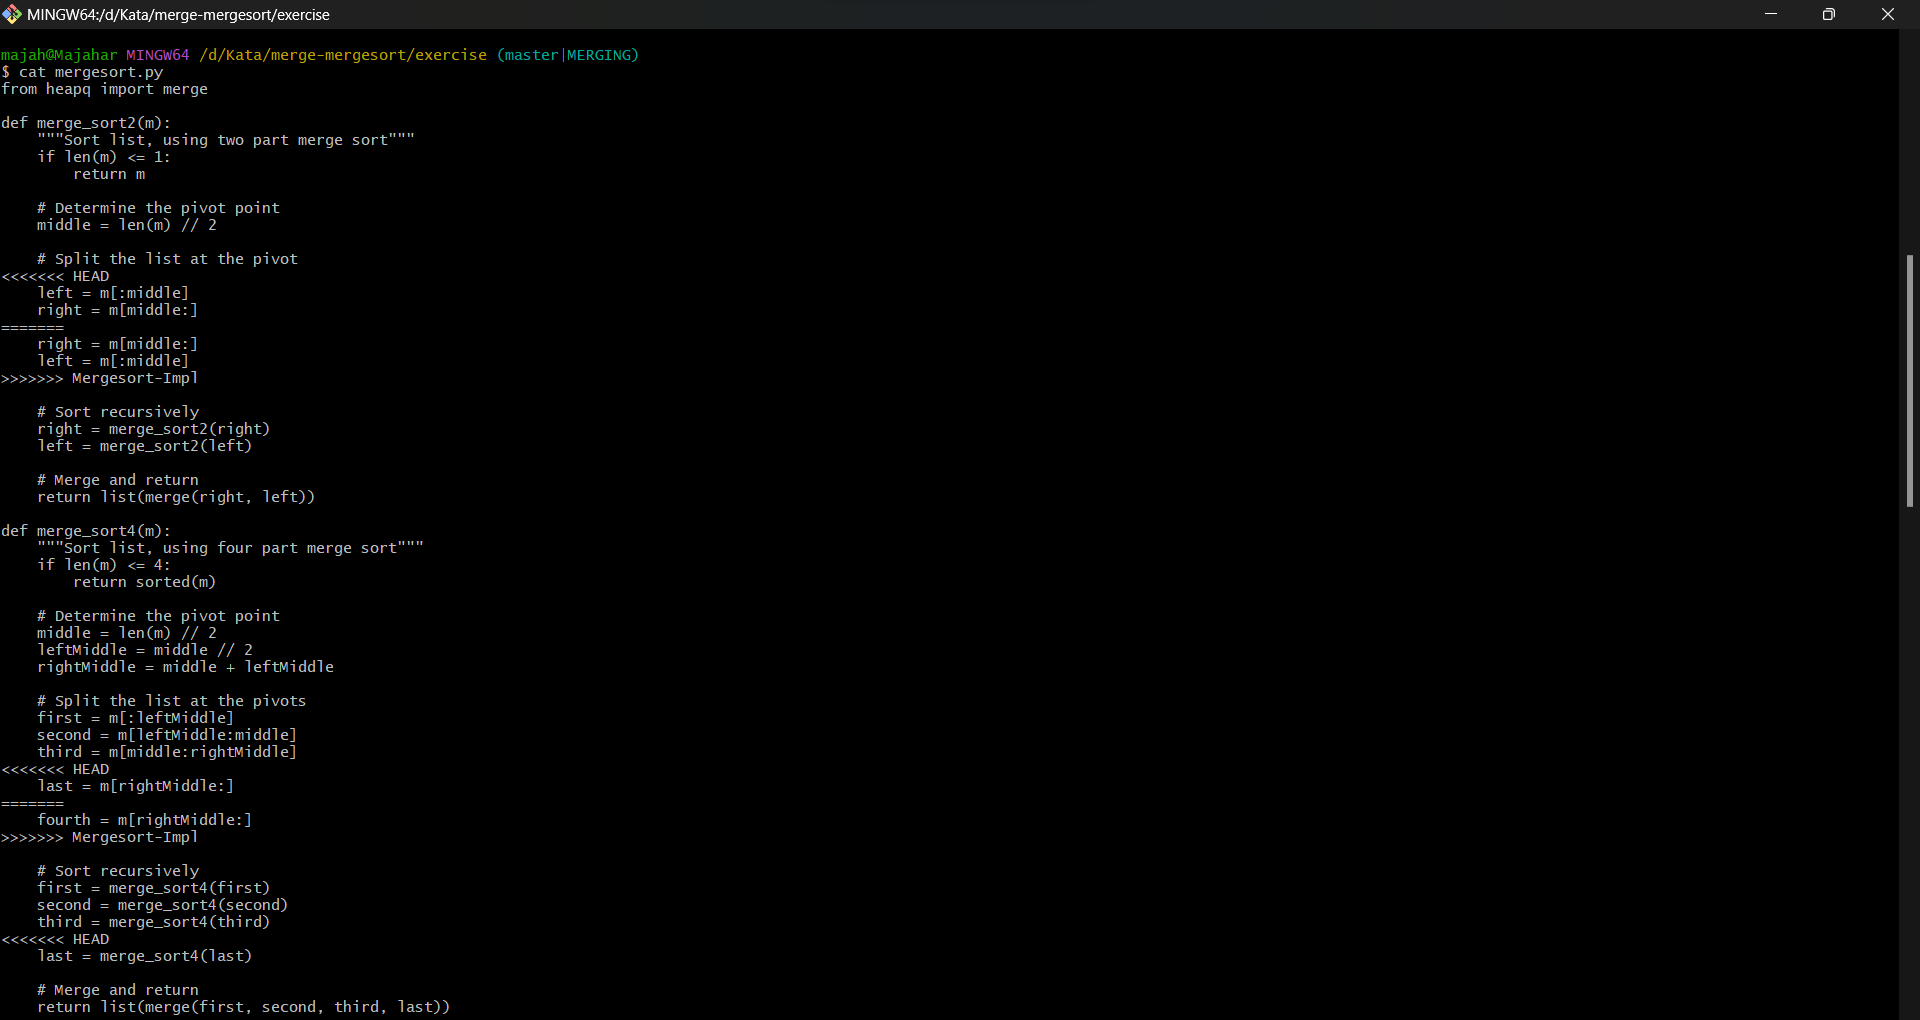 MINGW64:/d/Kata/merge-mergesort/exercise
majah@Majahar MINGW64 /d/Kata/merge-mergesort/exercise (master|MERGING)
$ cat mergesort.py
from heapq import merge

def merge_sort2(m):
    """Sort list, using two part merge sort"""
    if len(m) <= 1:
        return m

    # Determine the pivot point
    middle = len(m) // 2

    # Split the list at the pivot
<<<<<<< HEAD
    left = m[:middle]
    right = m[middle:]
=======
    right = m[middle:]
    left = m[:middle]
>>>>>>> Mergesort-Impl

    # Sort recursively
    right = merge_sort2(right)
    left = merge_sort2(left)

    # Merge and return
    return list(merge(right, left))

def merge_sort4(m):
    """Sort list, using four part merge sort"""
    if len(m) <= 4:
        return sorted(m)

    # Determine the pivot point
    middle = len(m) // 2
    leftMiddle = middle // 2
    rightMiddle = middle + leftMiddle

    # Split the list at the pivots
    first = m[:leftMiddle]
    second = m[leftMiddle:middle]
    third = m[middle:rightMiddle]
<<<<<<< HEAD
    last = m[rightMiddle:]
=======
    fourth = m[rightMiddle:]
>>>>>>> Mergesort-Impl

    # Sort recursively
    first = merge_sort4(first)
    second = merge_sort4(second)
    third = merge_sort4(third)
<<<<<<< HEAD
    last = merge_sort4(last)

    # Merge and return
    return list(merge(first, second, third, last))